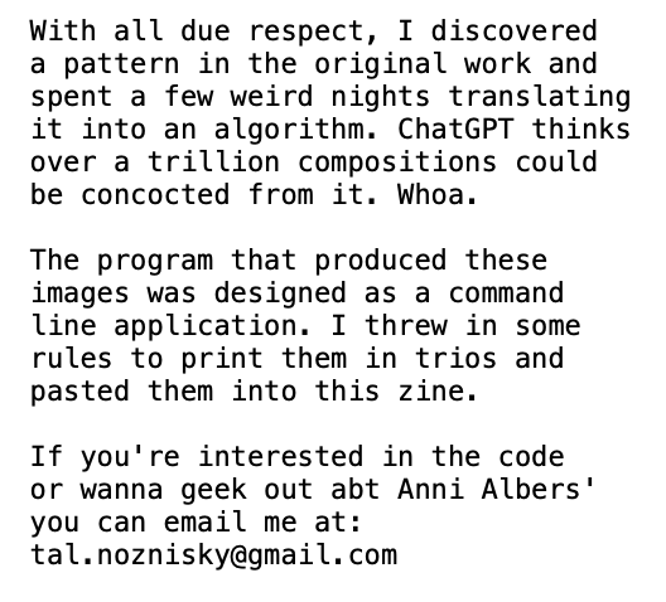 With all due respect, I discovered
a pattern in the original work and
spent a few weird nights translating
it into an algorithm. ChatGPT thinks
over a trillion compositions could
be concocted from it. Whoa.
The program that produced these
images was designed as a command
line application. I threw in some
rules to print them in trios and
pasted them into this zine.
If you're interested in the code
or wanna geek out abt Anni Albers'
you can email me at:
tal.noznisky@gmail.com